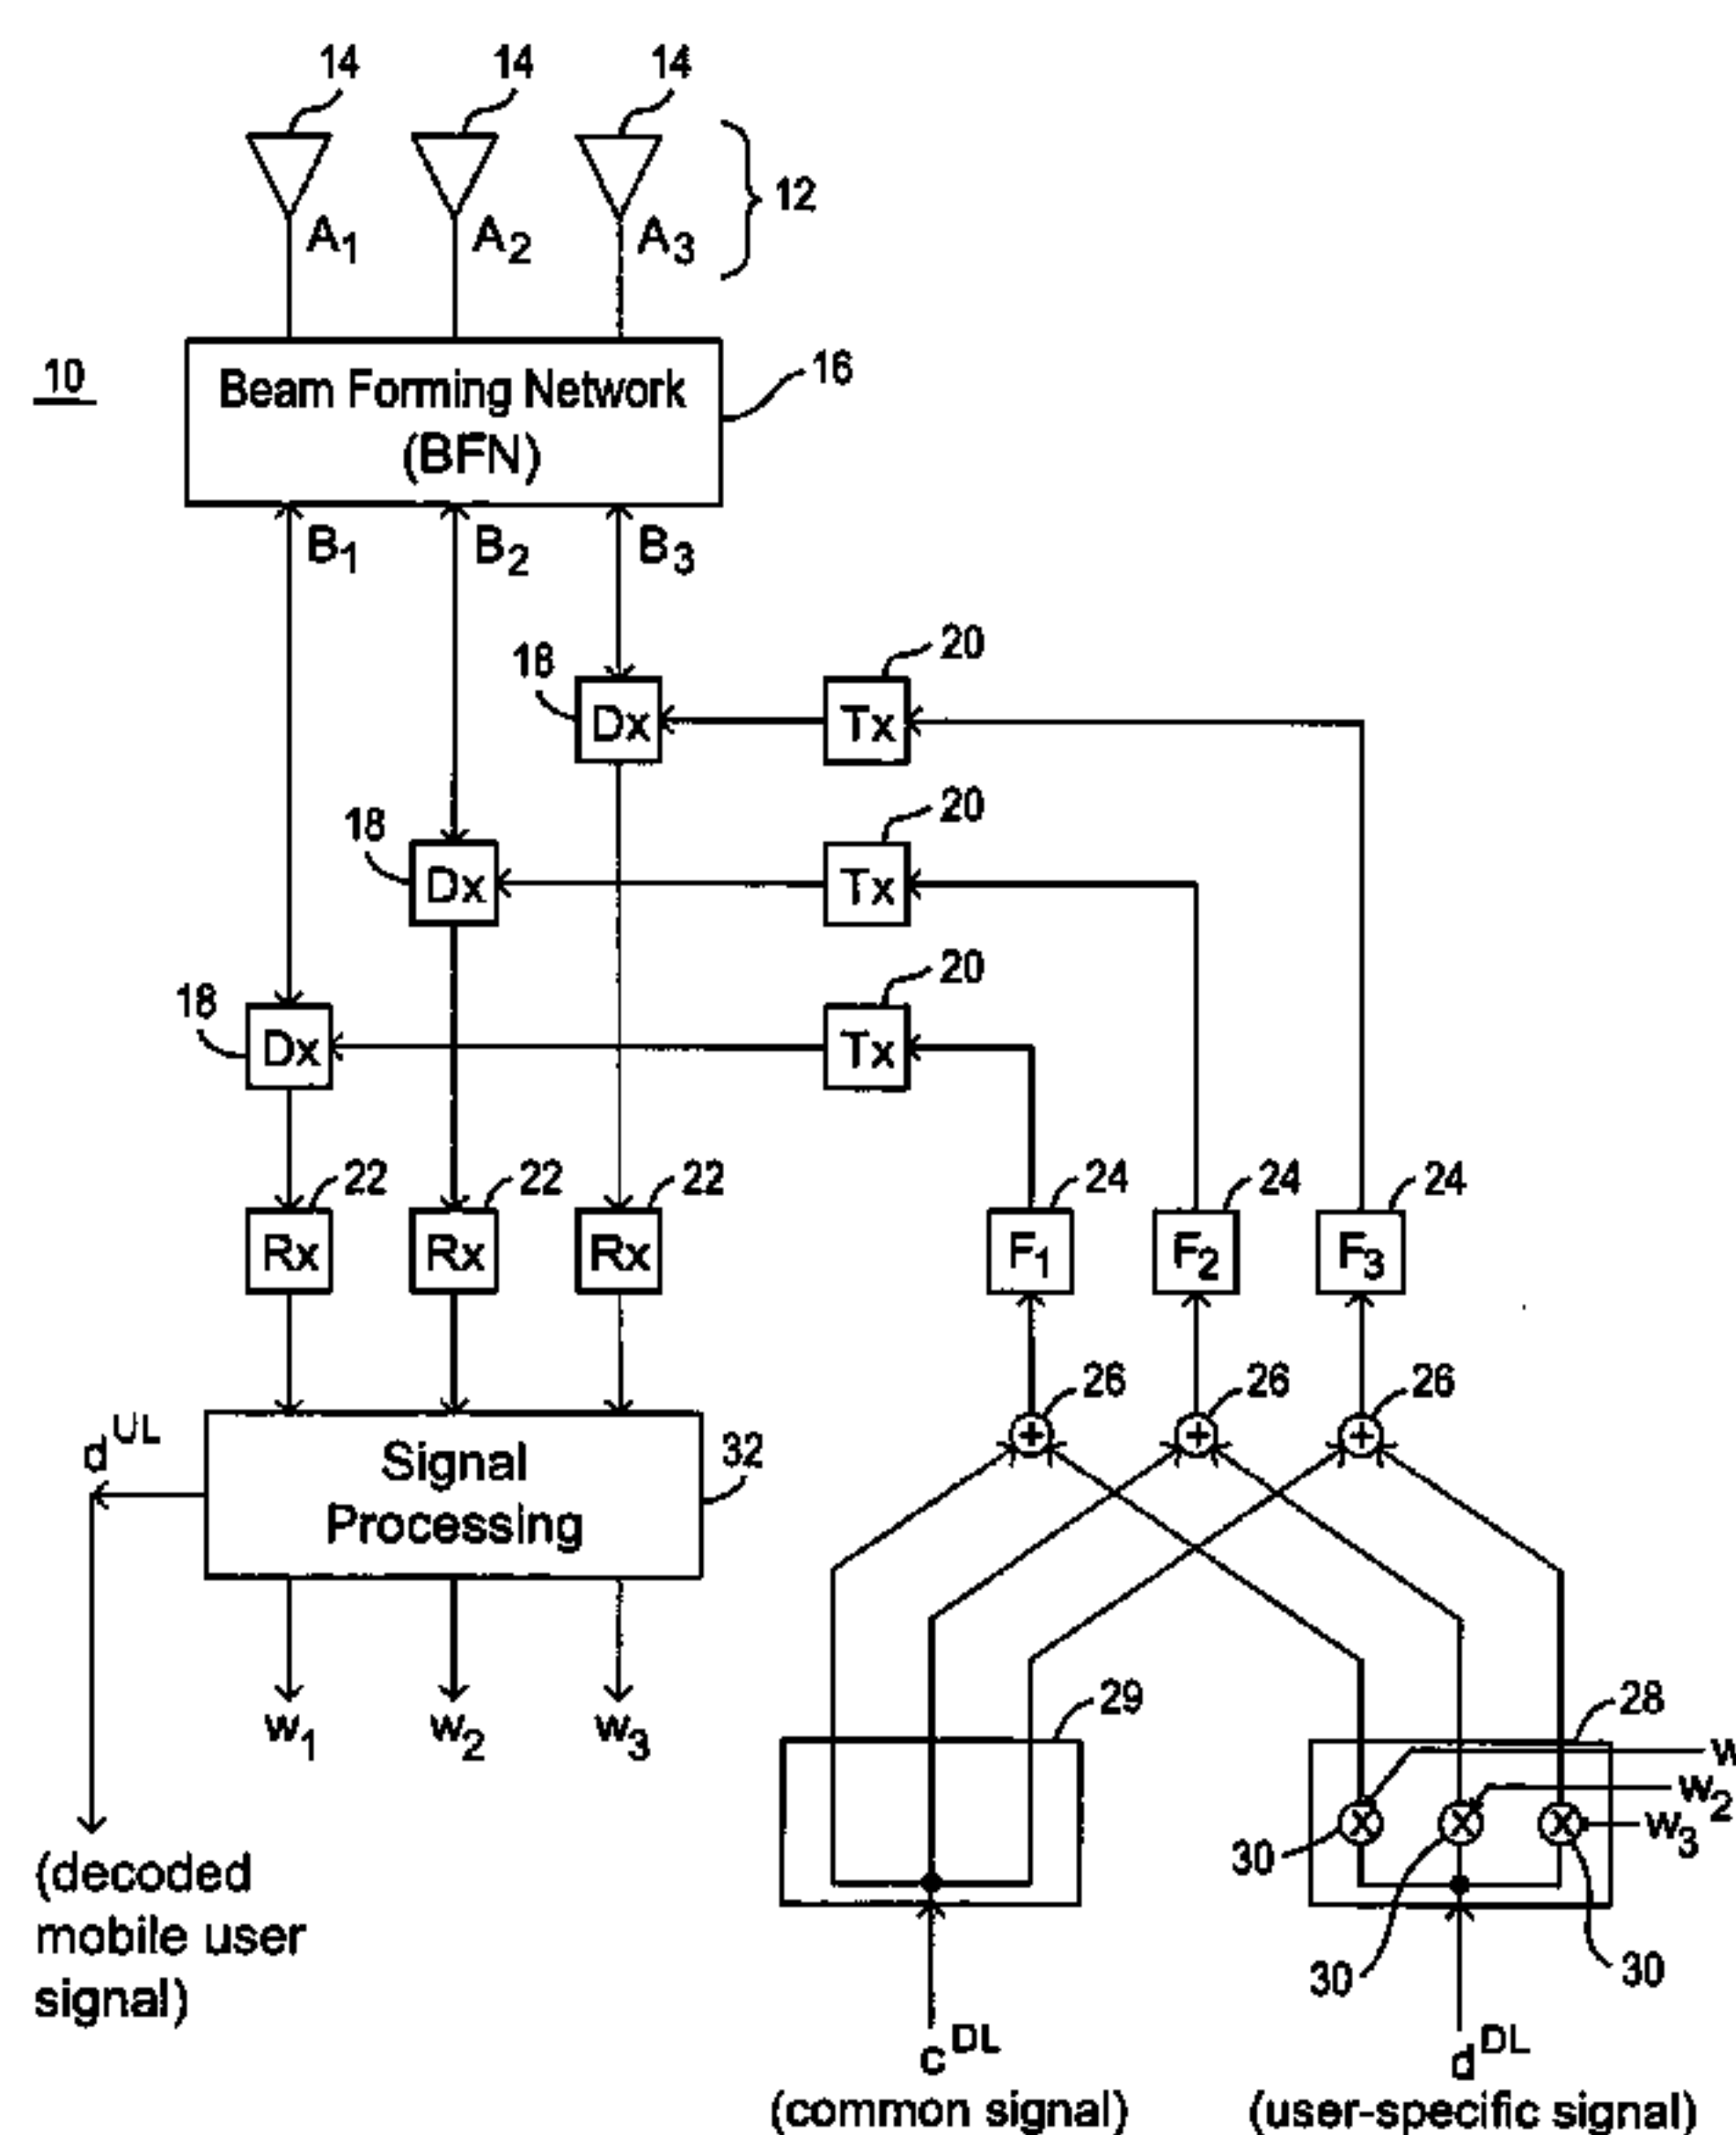 14 14 14
12
A1 A2 A3
10
16
Beam Forming Network
(BFN)
B1 B2 B3
18 20
Dx Tx
18 20
Dx Tx
18 20
Dx Tx
22 22 22 24 24 24
Rx Rx Rx F1 F2 F3
26 26 26
+ + +
dUL
Signal
Processing
32
w1 w2 w3
29 28
w
w2
w3
30
30 30
(decoded
mobile user
signal)
cDL
(common signal)
dDL
(user-specific signal)